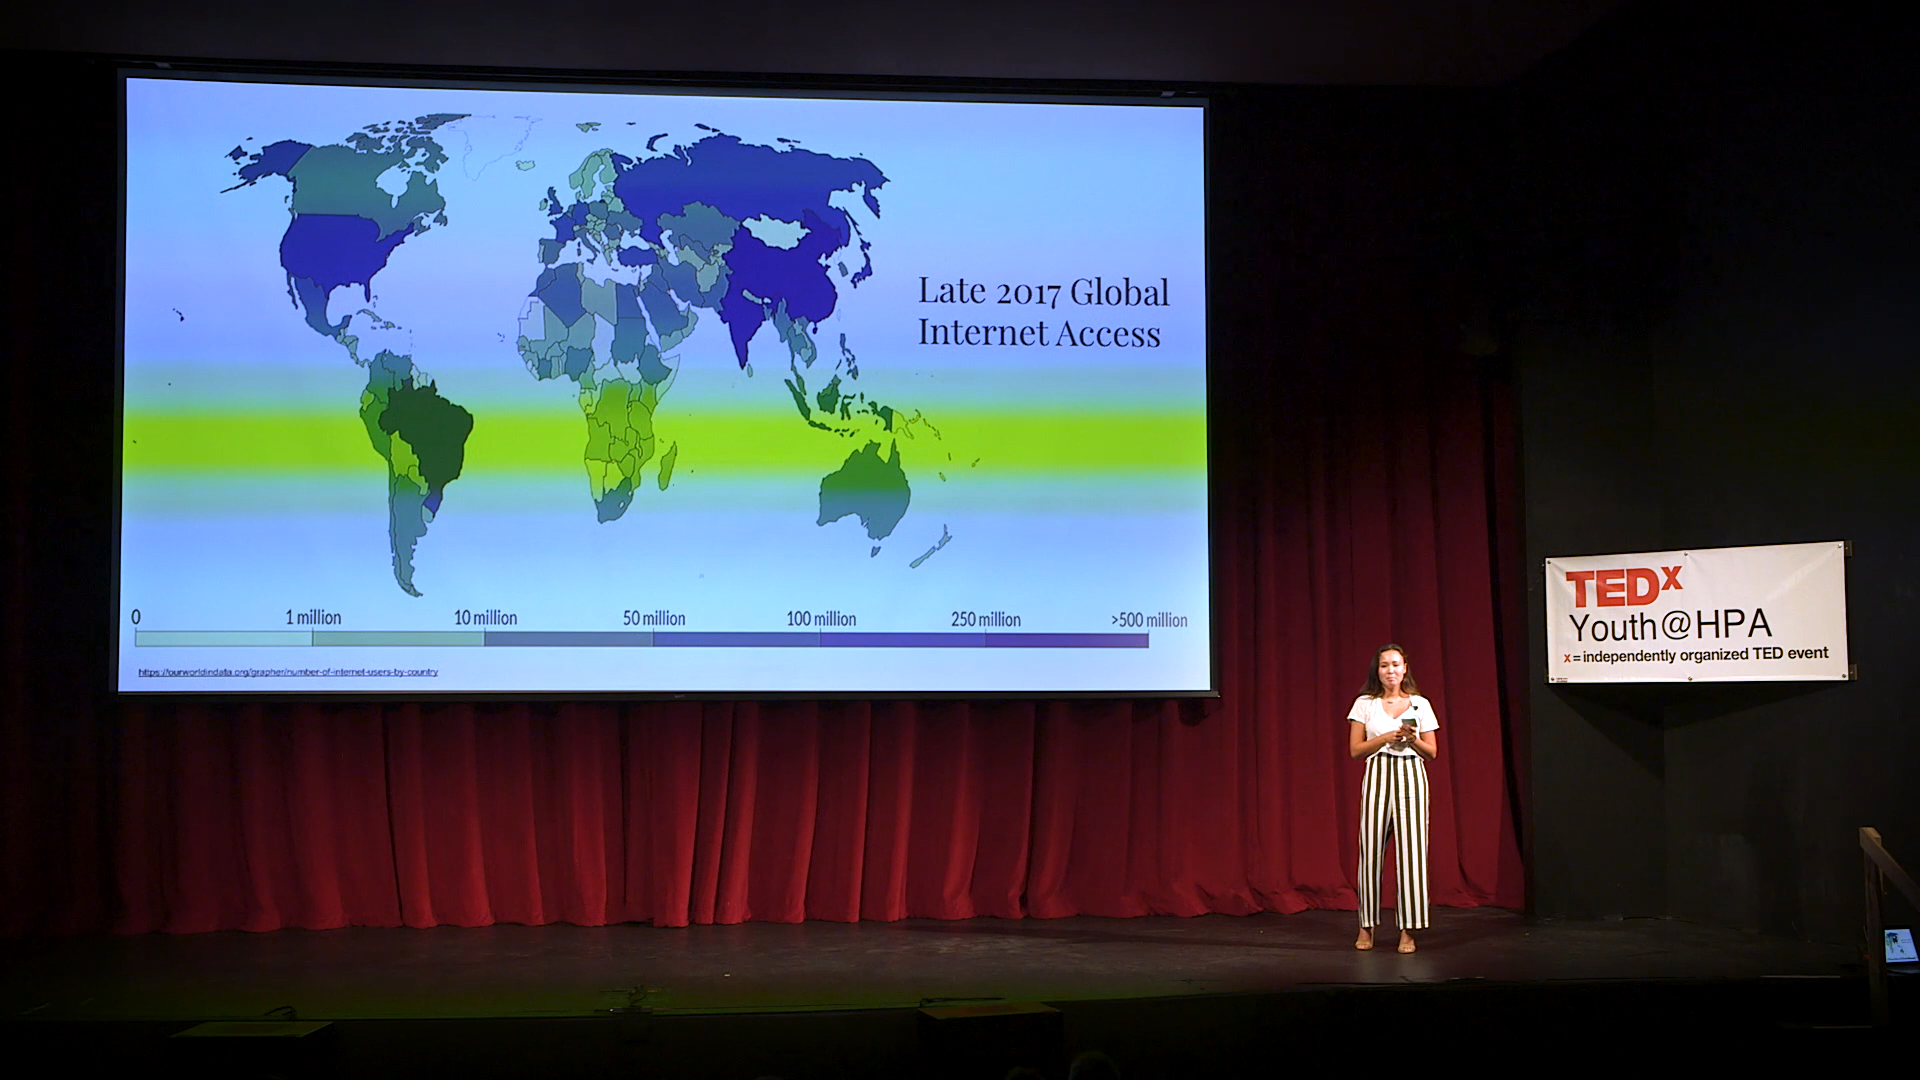 Late 2017 Global
Internet Access
0 1 million 10 million 50 million 100 million 250 million >500 million
https://ourworldindata.org/grapher/number-of-internet-users-by-country
TEDx
Youth@HPA
x = independently organized TED event